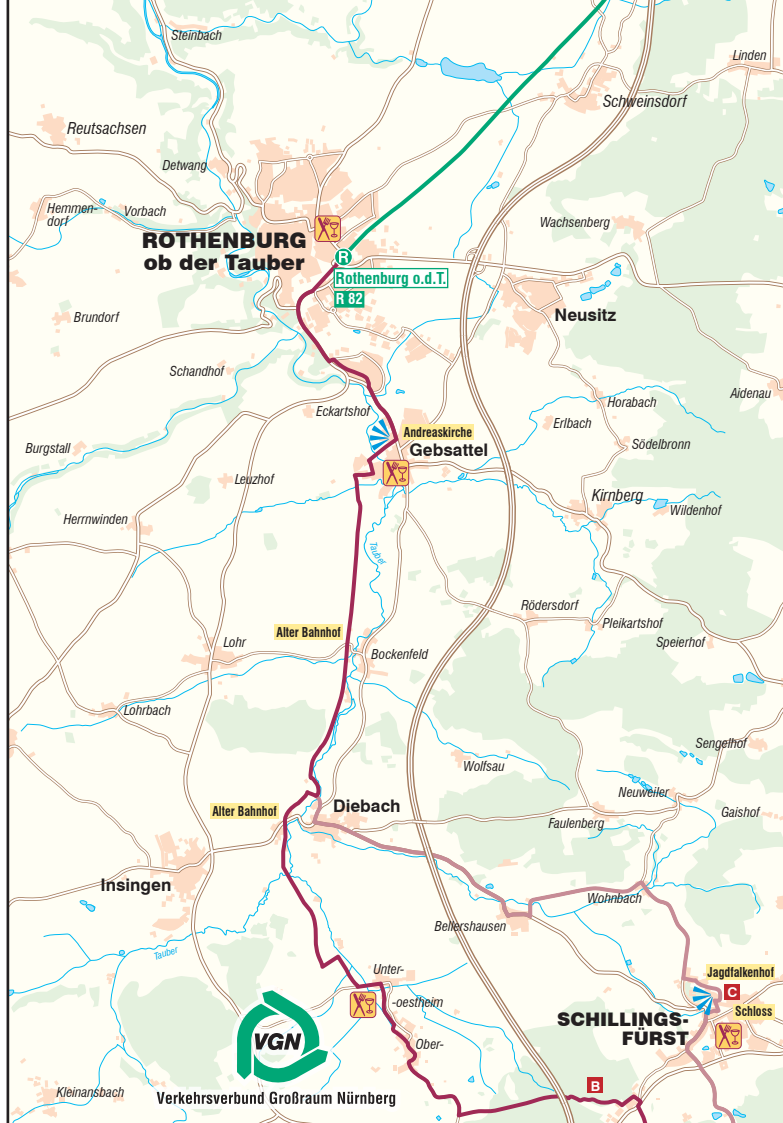 Steinbach
Linden
Schweinsdorf
Reutsachsen
Detwang
Hemmen-
dorf
Vorbach
Wachsenberg
ROTHENBURG
ob der Tauber
R
Rothenburg o.d.T.
R 82
Neusitz
Brundorf
Schandhof
Aidenau
Horabach
Eckartshof
Erlbach
Andreaskirche
Gebsattel
Södelbronn
Burgstall
Leuzhof
Kirnberg
Wildenhof
Herrnwinden
Tauber
Rödersdorf
Pleikartshof
Alter Bahnhof
Lohr
Bockenfeld
Speierhof
Lohrbach
Sengelhof
Wolfsau
Neuweiler
Diebach
Alter Bahnhof
Faulenberg
Gaishof
Insingen
Wohnbach
Bellershausen
Tauber
Unter-
-oestheim
Jagdfalkenhof
C
Schloss
SCHILLINGS-
FÜRST
Ober-
VGN
B
Kleinansbach
Verkehrsverbund Großraum Nürnberg